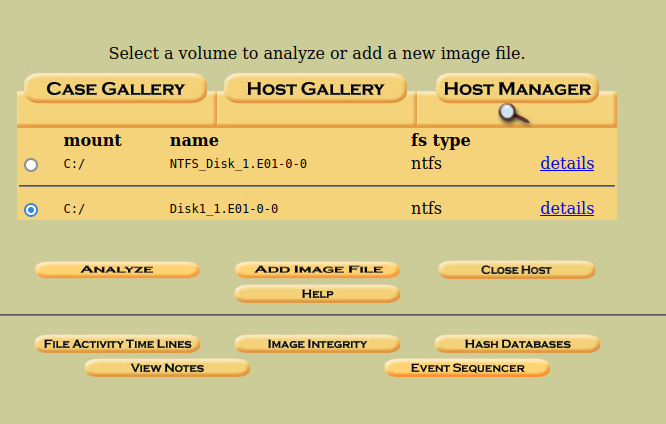 Select a volume to analyze or add a new image file.
CASE GALLERY HOST GALLERY HOST MANAGER
mount name fs type
C:/ NTFS_Disk_1.E01-0-0 ntfs details
C:/ Disk1_1.E01-0-0 ntfs details
ANALYZE ADD IMAGE FILE CLOSE HOST
HELP
FILE ACTIVITY TIME LINES IMAGE INTEGRITY HASH DATABASES
VIEW NOTES EVENT SEQUENCER